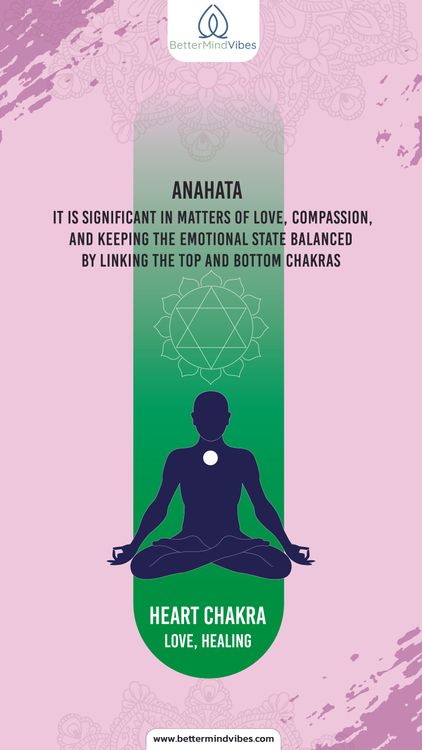 BetterMindVibes
ANAHATA
IT IS SIGNIFICANT IN MATTERS OF LOVE, COMPASSION,
AND KEEPING THE EMOTIONAL STATE BALANCED
BY LINKING THE TOP AND BOTTOM CHAKRAS
HEART CHAKRA
LOVE, HEALING
www.bettermindvibes.com